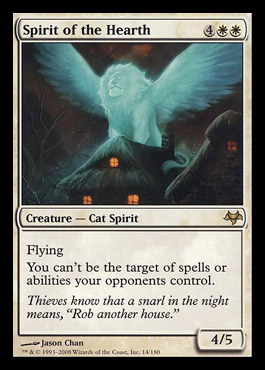 Spirit of the Hearth 4
Creature — Cat Spirit
Flying
You can't be the target of spells or
abilities your opponents control.
Thieves know that a snarl in the night
means, “Rob another house.”
Jason Chan
4/5
™ & © 1993–2008 Wizards of the Coast, Inc. 14/180